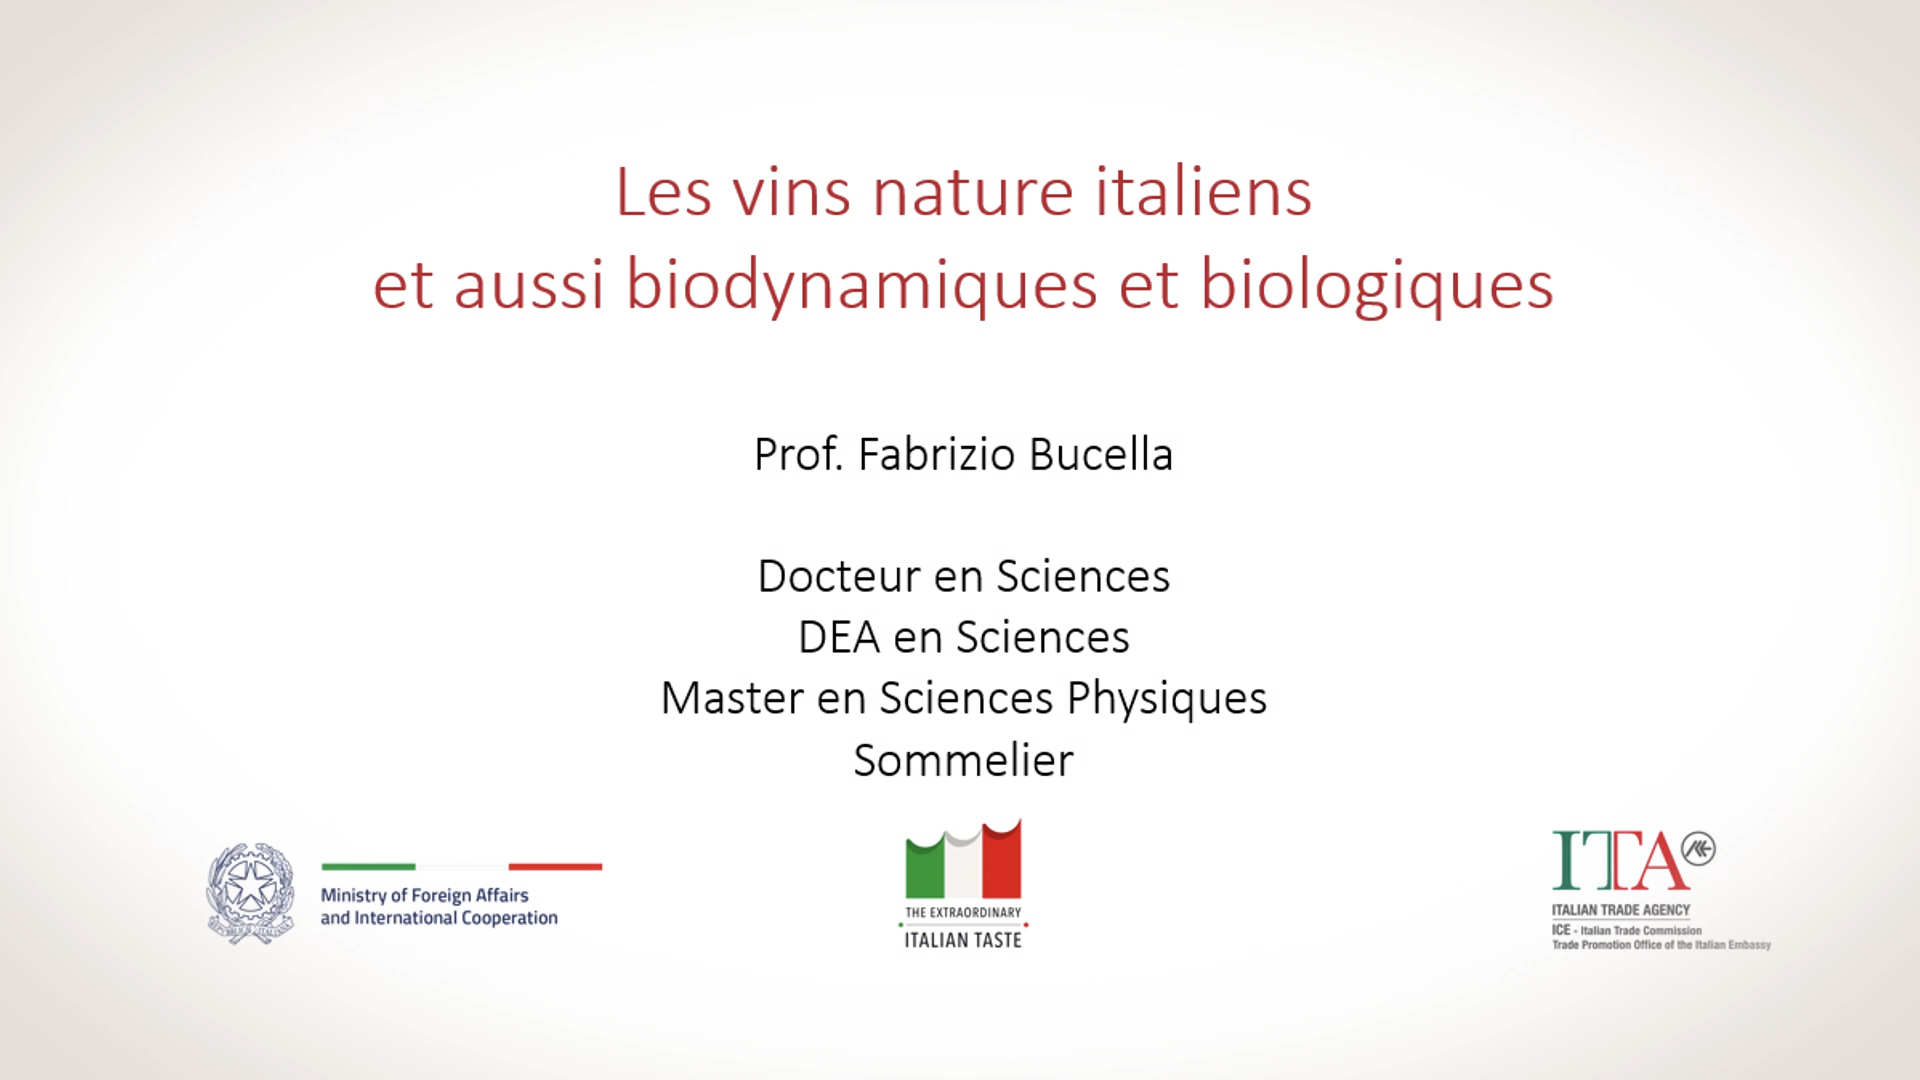 Les vins nature italiens
et aussi biodynamiques et biologiques
Prof. Fabrizio Bucella
Docteur en Sciences
DEA en Sciences
Master en Sciences Physiques
Sommelier
Ministry of Foreign Affairs
and International Cooperation
THE EXTRAORDINARY
ITALIAN TASTE
ITA
ITALIAN TRADE AGENCY
ICE - Italian Trade Commission
Trade Promotion Office of the Italian Embassy